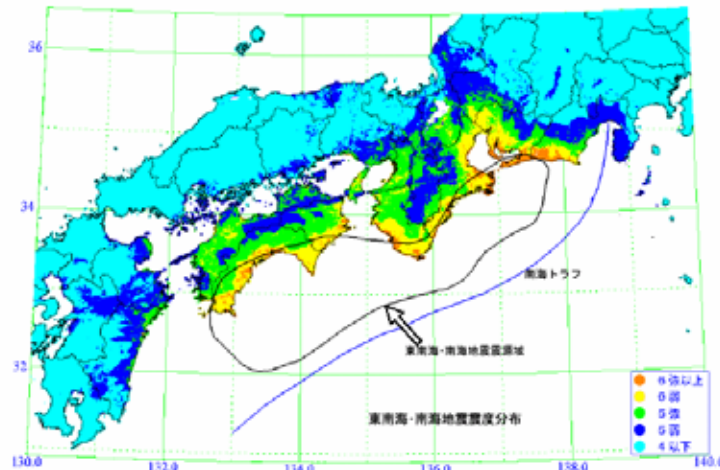 36
34
32
130.0
132.0
134.0
136.0
138.0
140.0
南海トラフ
東南海・南海地震震源域
東南海・南海地震震度分布
6強以上
6弱
5強
5弱
4以下